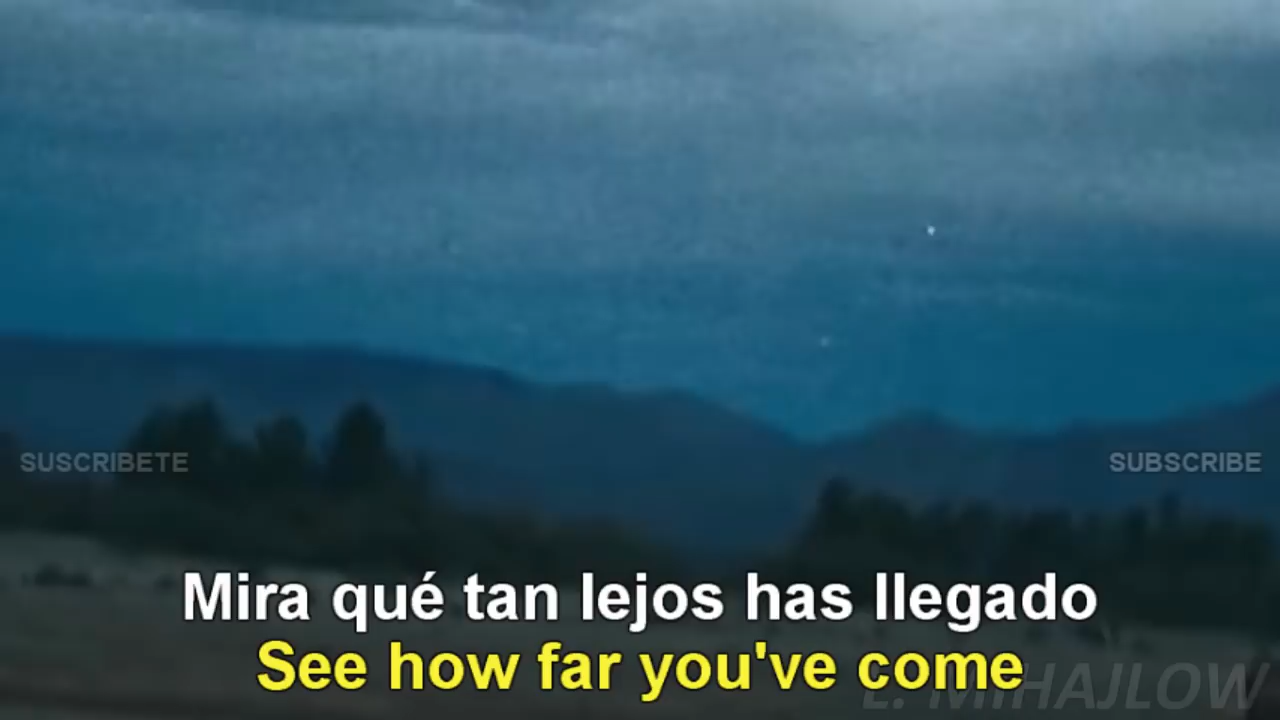 SUSCRIBETE
SUBSCRIBE
Mira qué tan lejos has llegado
See how far you've come
L. MIHAJLOW